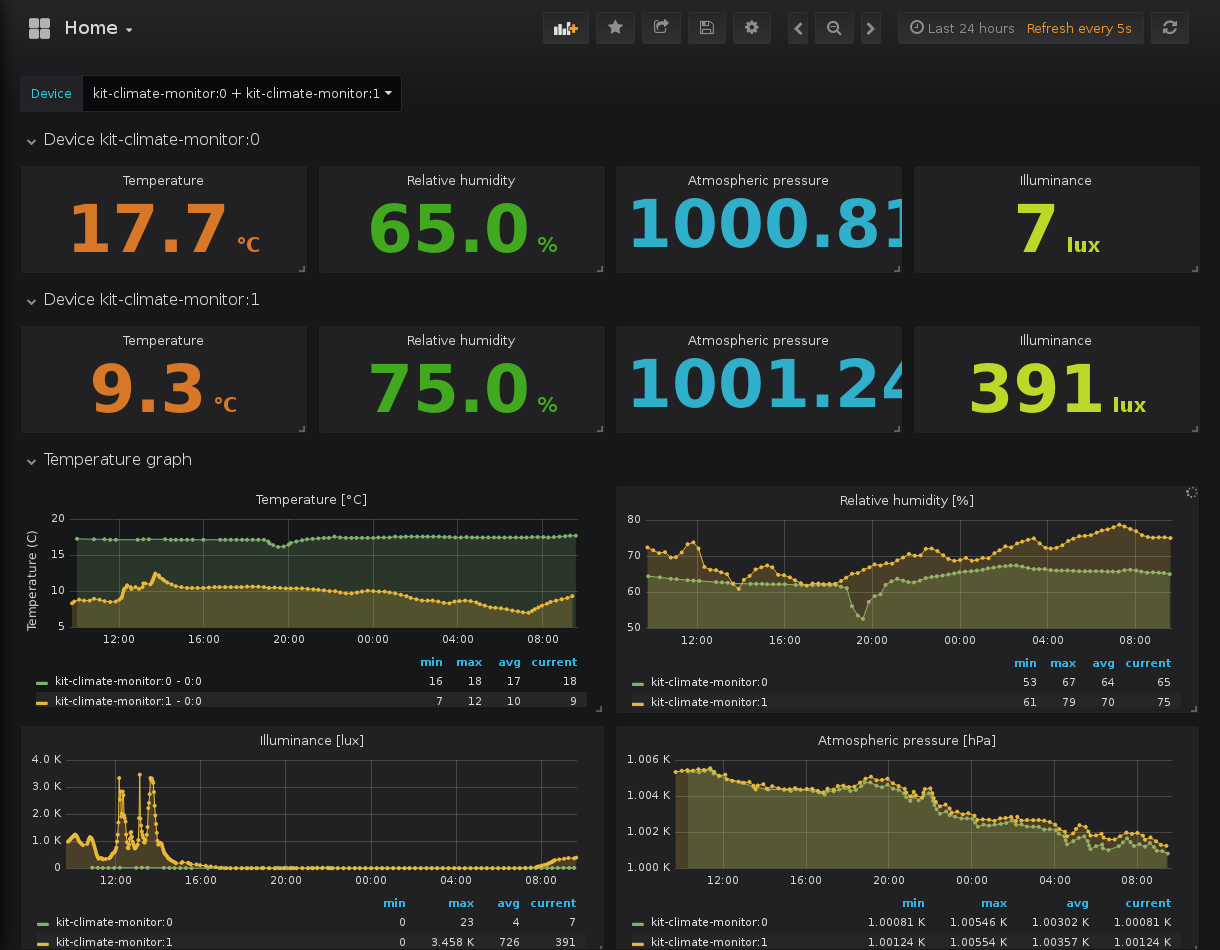 Home
Last 24 hours Refresh every 5s
Device kit-climate-monitor:0 + kit-climate-monitor:1
Device kit-climate-monitor:0
Temperature Relative humidity Atmospheric pressure Illuminance
17.7 °C 65.0 % 1000.81 7 lux
Device kit-climate-monitor:1
Temperature Relative humidity Atmospheric pressure Illuminance
9.3 °C 75.0 % 1001.24 391 lux
Temperature graph
Temperature [°C]
Temperature (C)
20
15
10
5
12:00 16:00 20:00 00:00 04:00 08:00
min max avg current
kit-climate-monitor:0 - 0:0 16 18 17 18
kit-climate-monitor:1 - 0:0 7 12 10 9
Relative humidity [%]
80
70
60
50
12:00 16:00 20:00 00:00 04:00 08:00
min max avg current
kit-climate-monitor:0 53 67 64 65
kit-climate-monitor:1 61 79 70 75
Illuminance [lux]
4.0 K
3.0 K
2.0 K
1.0 K
0
12:00 16:00 20:00 00:00 04:00 08:00
min max avg current
kit-climate-monitor:0 0 23 4 7
kit-climate-monitor:1 0 3.458 K 726 391
Atmospheric pressure [hPa]
1.006 K
1.004 K
1.002 K
1.000 K
12:00 16:00 20:00 00:00 04:00 08:00
min max avg current
kit-climate-monitor:0 1.00081 K 1.00546 K 1.00302 K 1.00081 K
kit-climate-monitor:1 1.00124 K 1.00554 K 1.00357 K 1.00124 K